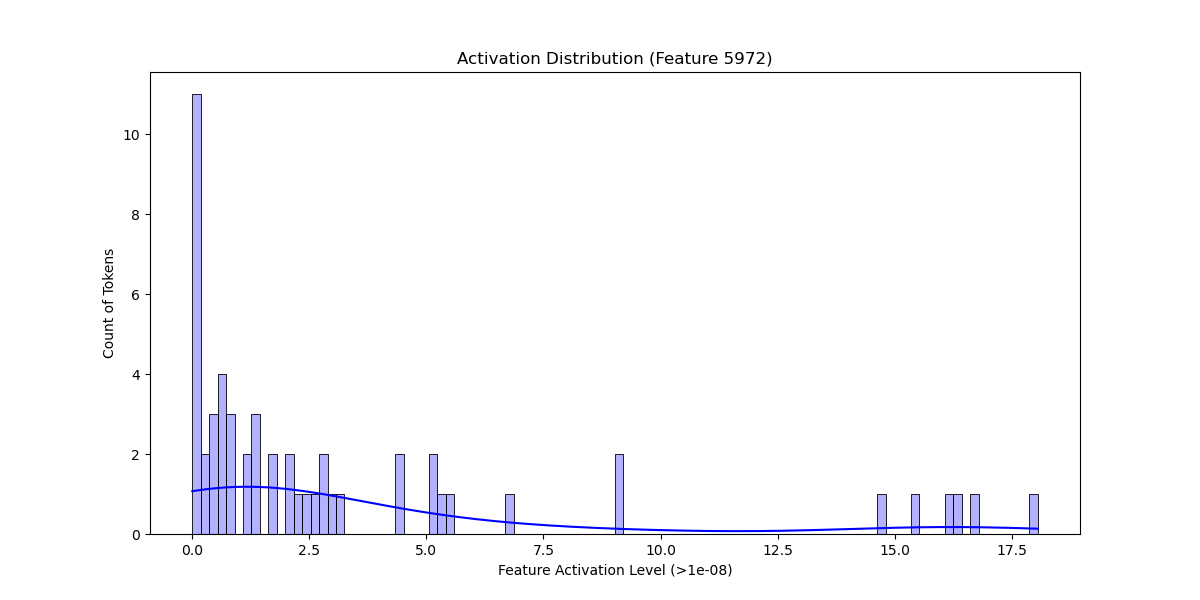 Activation Distribution (Feature 5972)
Count of Tokens
10
8
6
4
2
0
0.0 2.5 5.0 7.5 10.0 12.5 15.0 17.5
Feature Activation Level (>1e-08)